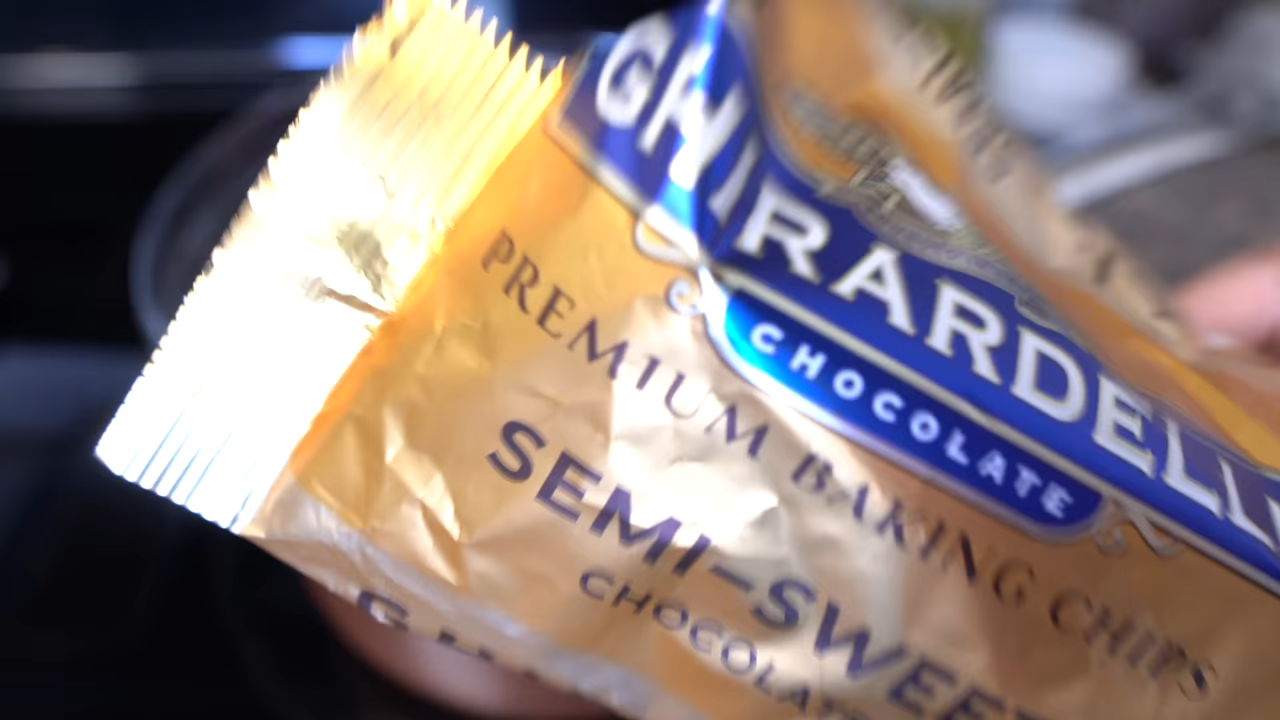 GHIRARDELLI
CHOCOLATE
PREMIUM BAKING CHIPS
SEMI-SWEET
CHOCOLATE